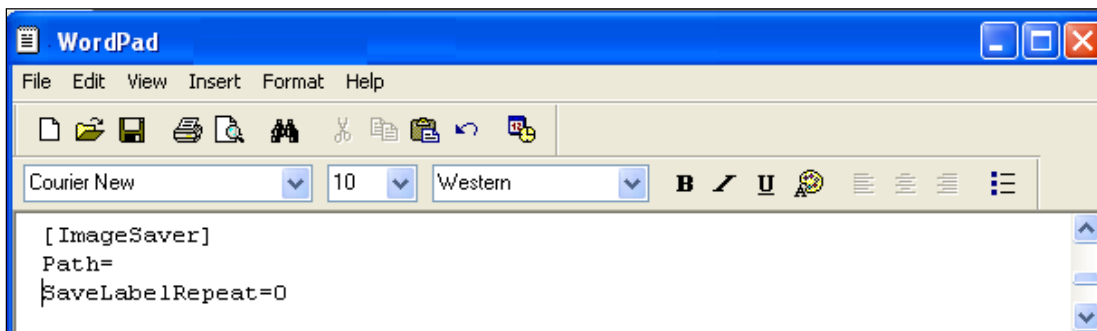 WordPad
File Edit View Insert Format Help
Courier New 10 Western B I U
[ImageSaver]
Path=
SaveLabelRepeat=0